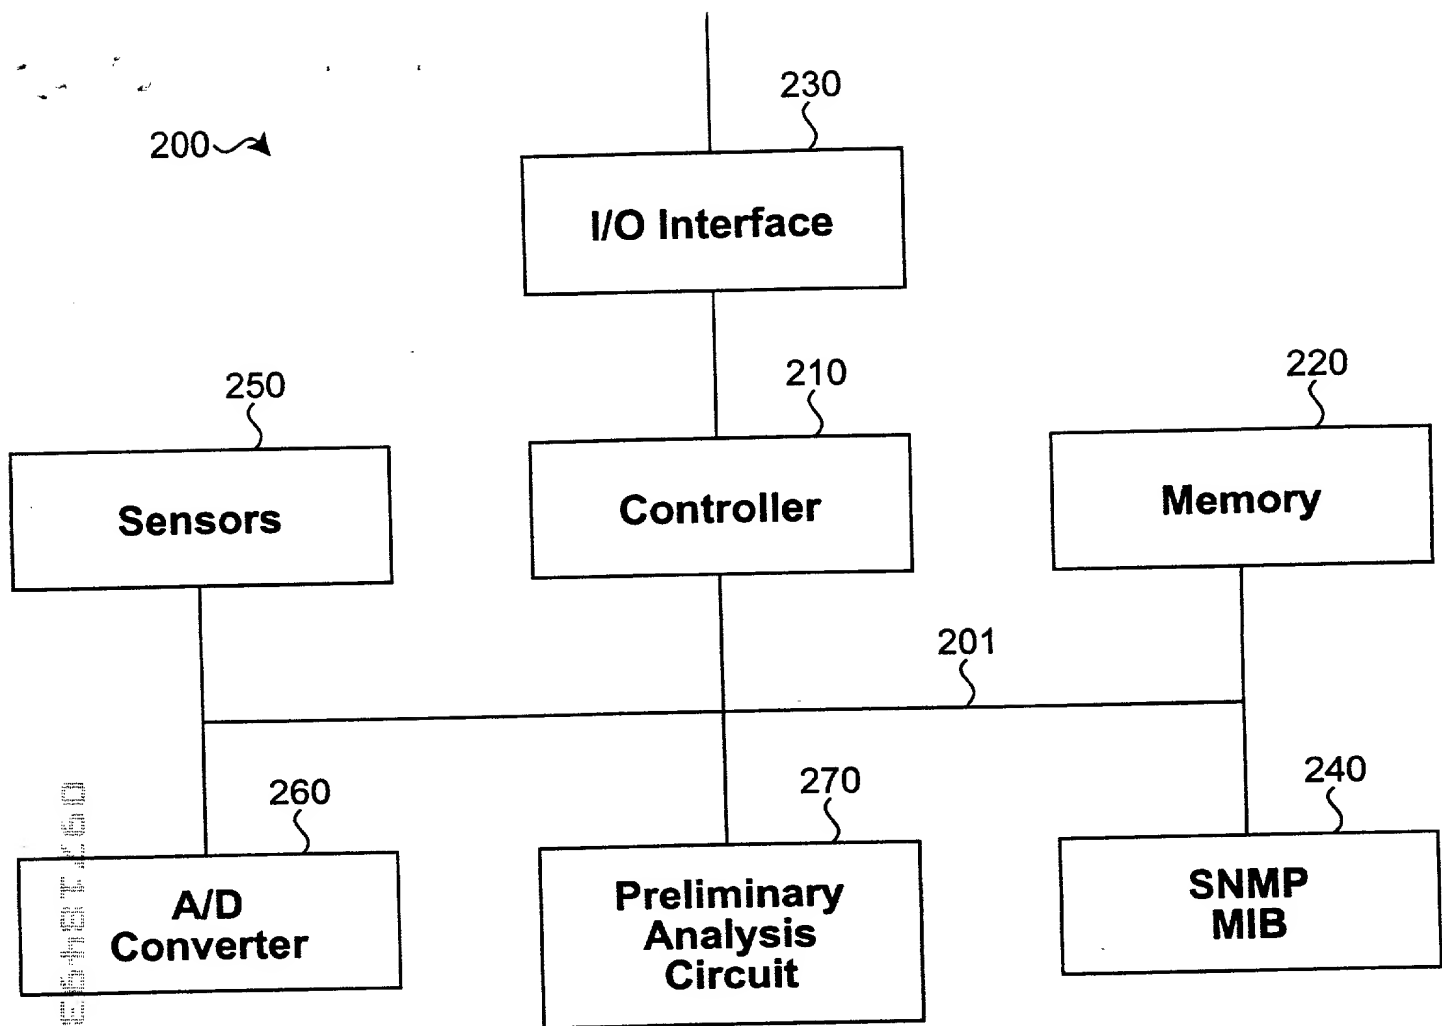 230
200
I/O Interface
250
210
220
Sensors
Controller
Memory
201
260
270
240
A/D
Converter
Preliminary
Analysis
Circuit
SNMP
MIB